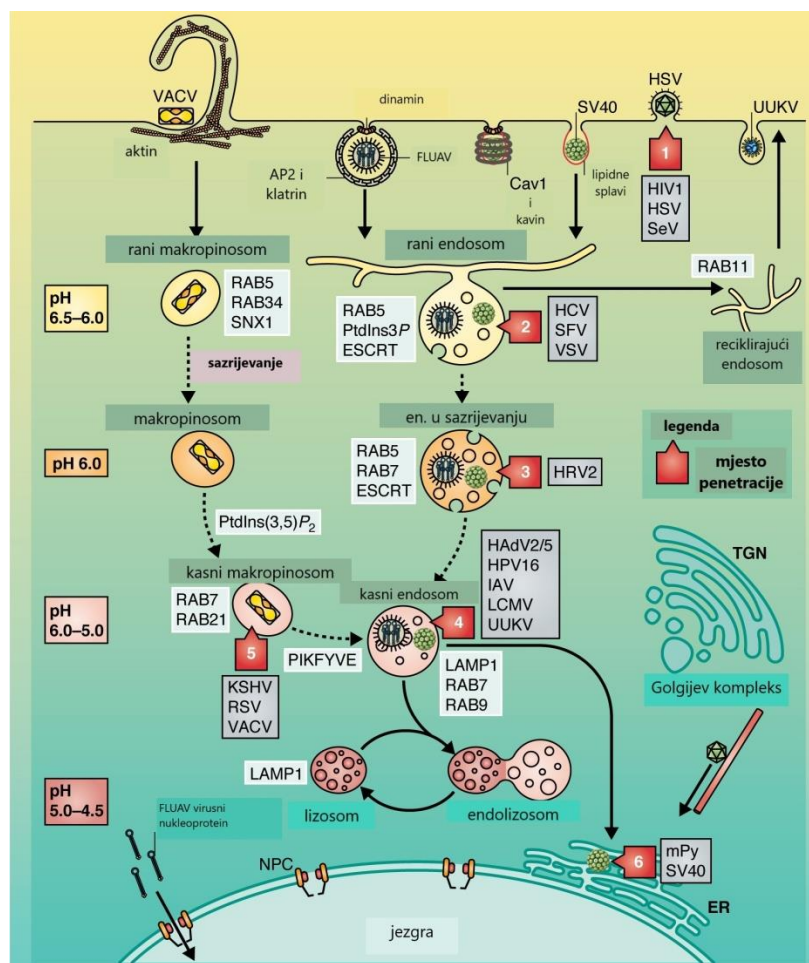 VACV
aktin
dinamin
AP2 i
klatrin
FLUAV
Cav1
i
kavin
SV40
lipidne
splavi
HSV
1
HIV1
HSV
SeV
UUKV
rani makropinosom
RAB5
RAB34
SNX1
rani endosom
RAB5
PtdIns3P
ESCRT
2
HCV
SFV
VSV
RAB11
reciklirajući
endosom
pH
6.5–6.0
sazrijevanje
makropinosom
pH 6.0
en. u sazrijevanju
RAB5
RAB7
ESCRT
3
HRV2
legenda
mjesto
penetracije
PtdIns(3,5)P2
kasni makropinosom
RAB7
RAB21
5
KSHV
RSV
VACV
PIKFYVE
kasni endosom
4
HAdV2/5
HPV16
IAV
LCMV
UUKV
LAMP1
RAB7
RAB9
pH
6.0–5.0
TGN
Golgijev kompleks
LAMP1
lizosom
endolizosom
pH
5.0–4.5
FLUAV virusni
nukleoprotein
NPC
6
mPy
SV40
ER
jezgra